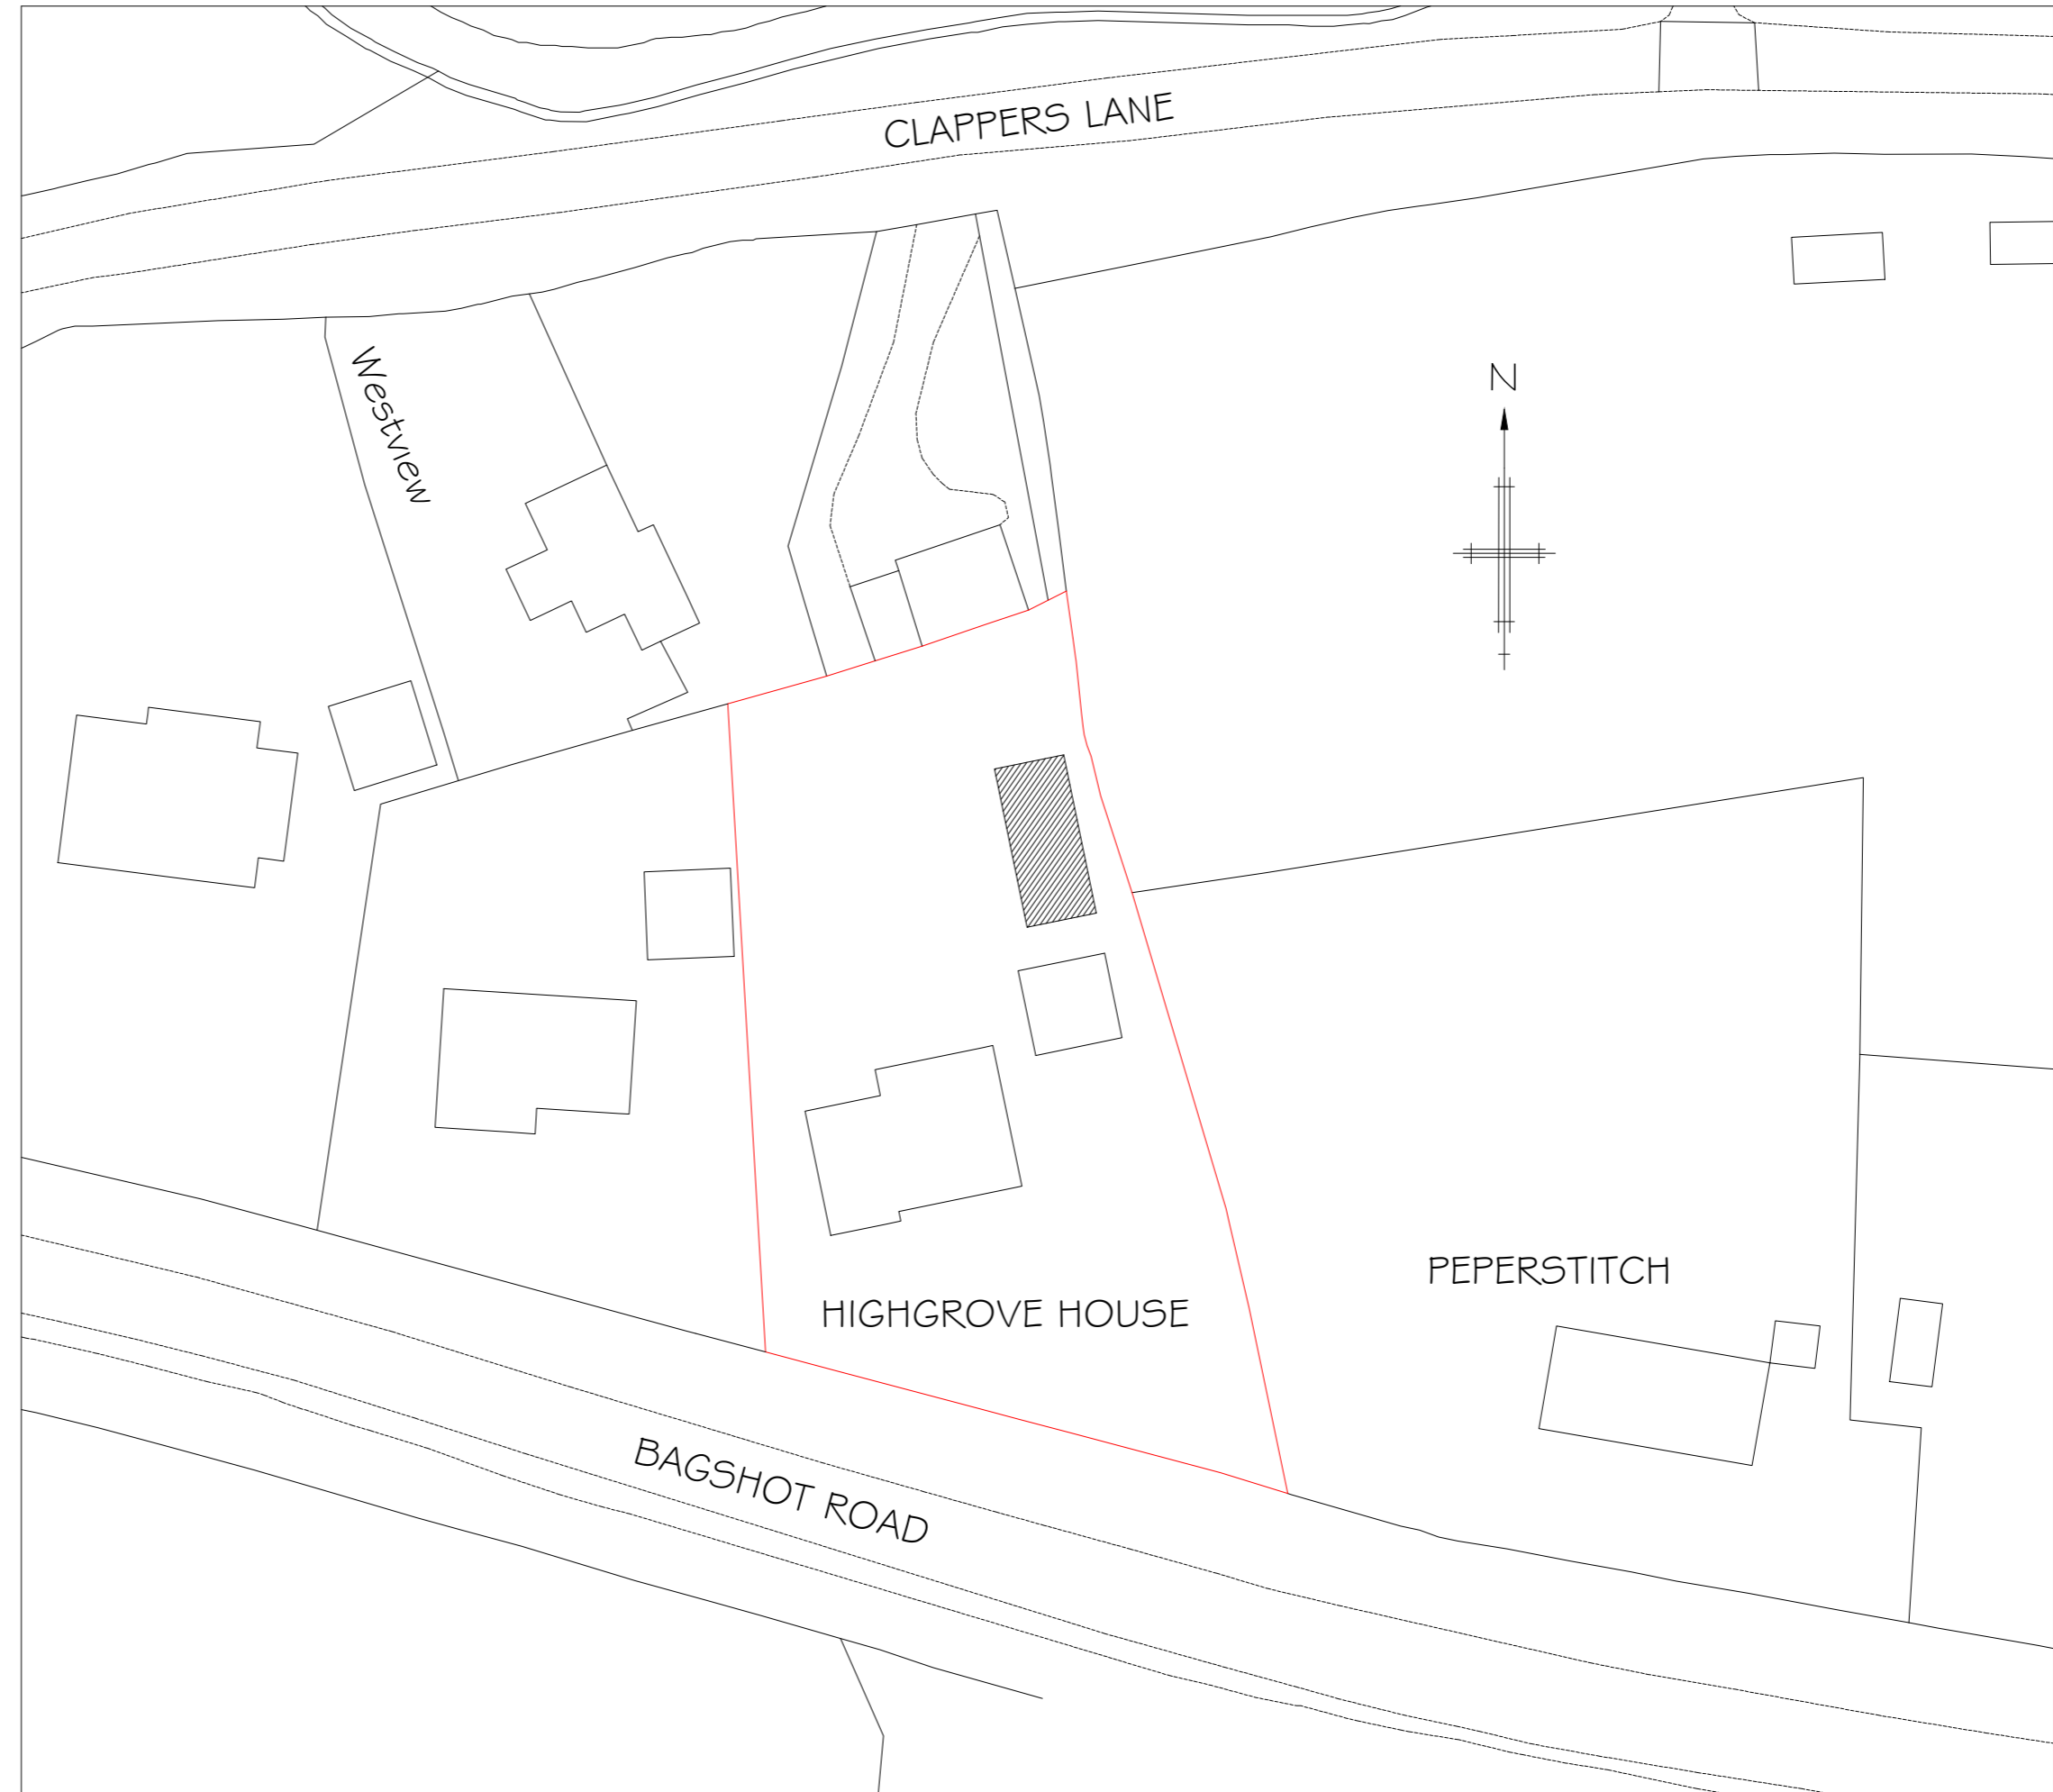 CLAPPERS LANE
Westview
N
PEPERSTITCH
HIGHGROVE HOUSE
BAGSHOT ROAD